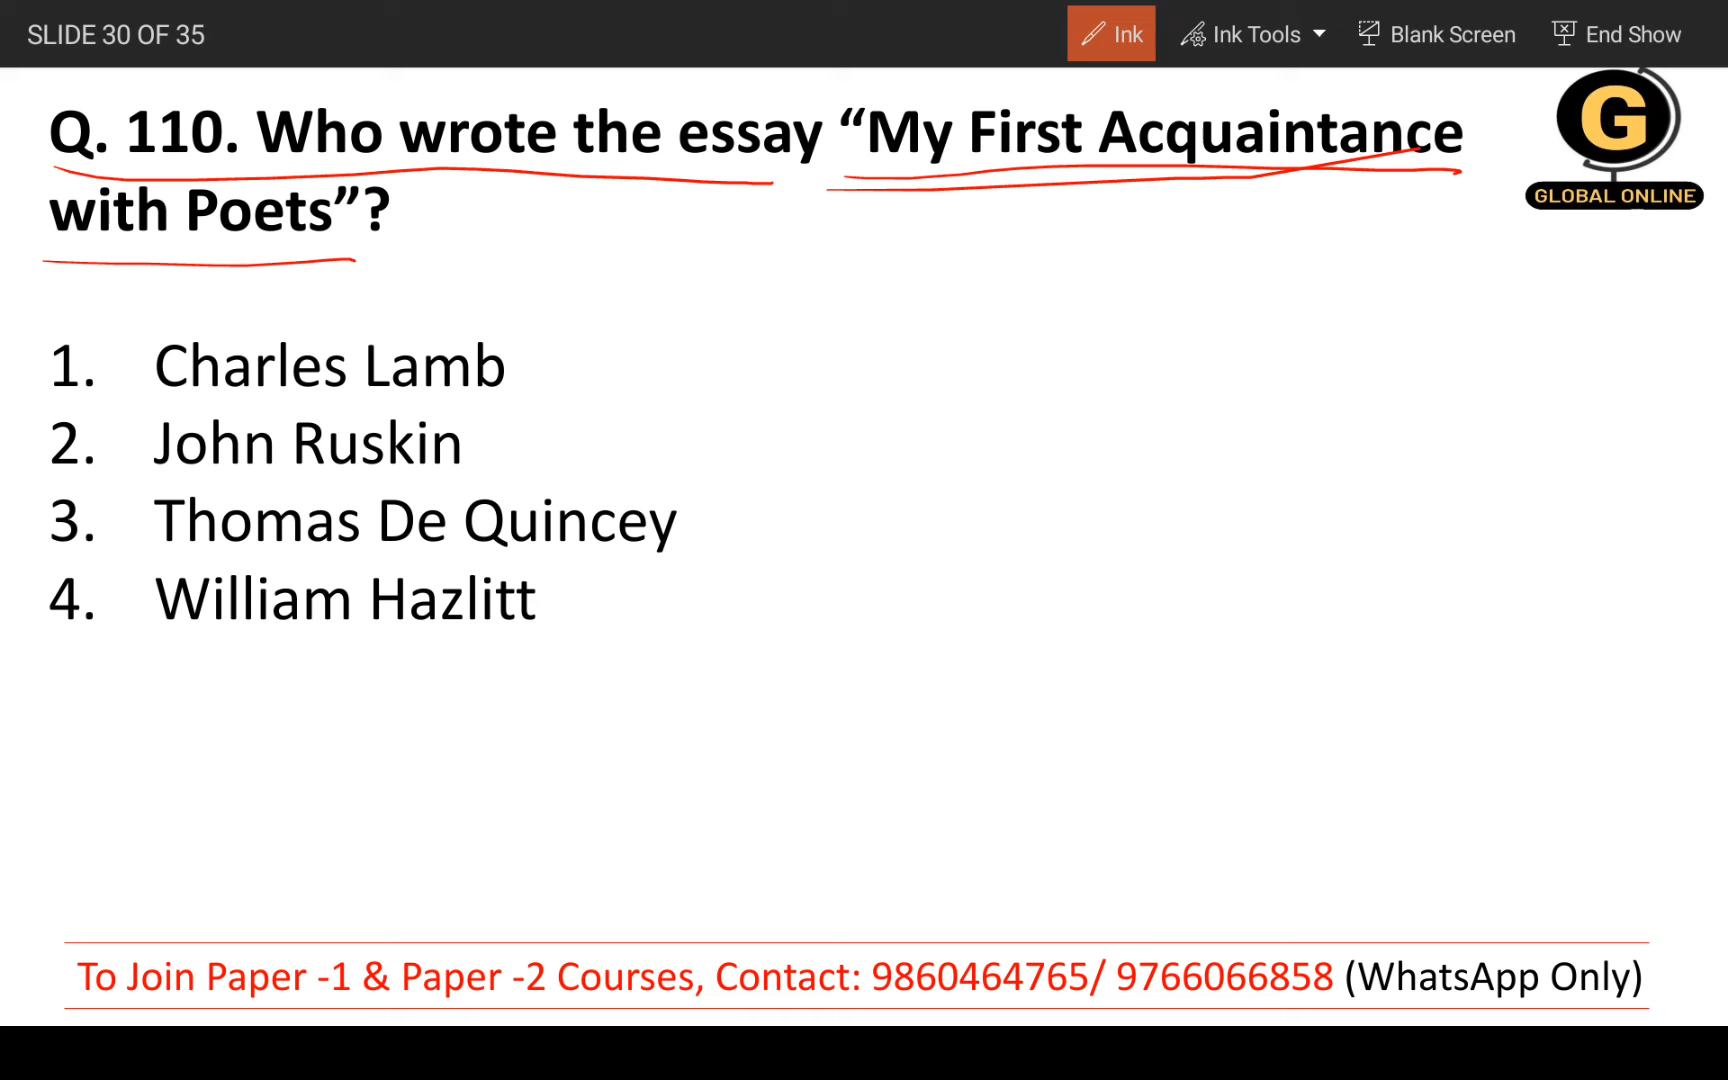 SLIDE 30 OF 35
Ink
Ink Tools
Blank Screen
End Show
Q. 110. Who wrote the essay “My First Acquaintance
with Poets”?
G
GLOBAL ONLINE
1. Charles Lamb
2. John Ruskin
3. Thomas De Quincey
4. William Hazlitt
To Join Paper -1 & Paper -2 Courses, Contact: 9860464765/ 9766066858 (WhatsApp Only)